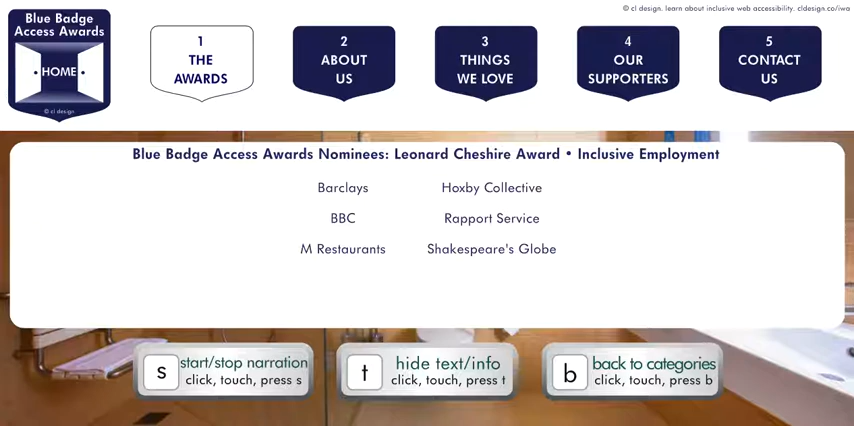 © cl design. learn about inclusive web accessibility. cldesign.co/iwa
Blue Badge
Access Awards
• HOME •
© cl design
1
THE
AWARDS
2
ABOUT
US
3
THINGS
WE LOVE
4
OUR
SUPPORTERS
5
CONTACT
US
Blue Badge Access Awards Nominees: Leonard Cheshire Award • Inclusive Employment
Barclays Hoxby Collective
BBC Rapport Service
M Restaurants Shakespeare's Globe
s start/stop narration
click, touch, press s
t hide text/info
click, touch, press t
b back to categories
click, touch, press b